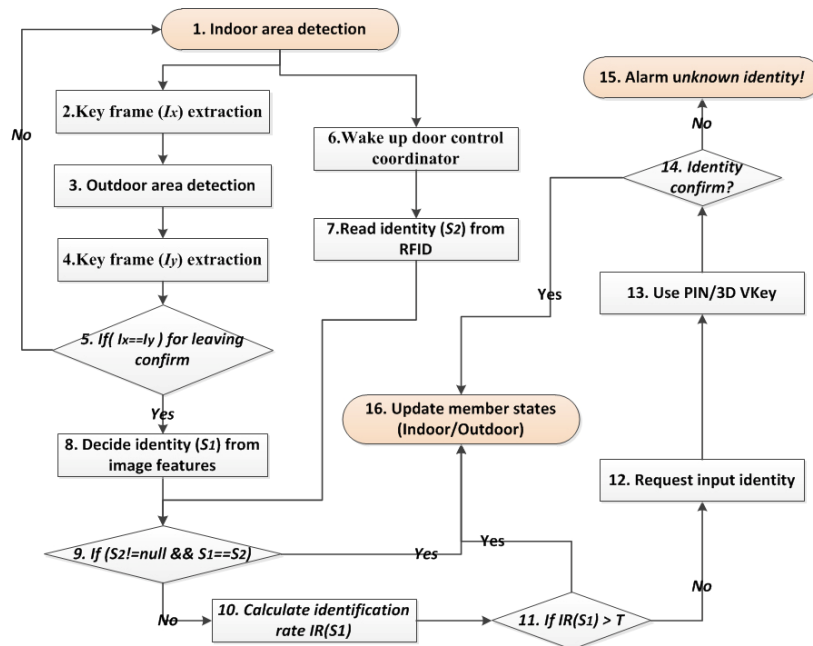 1. Indoor area detection
2.Key frame (Ix) extraction
3. Outdoor area detection
4.Key frame (Iy) extraction
5. If( Ix==Iy ) for leaving
confirm
No
Yes
6.Wake up door control
coordinator
7.Read identity (S2) from
RFID
8. Decide identity (S1) from
image features
9. If (S2!=null && S1==S2)
Yes
No
10. Calculate identification
rate IR(S1)
11. If IR(S1) > T
Yes
No
12. Request input identity
13. Use PIN/3D VKey
14. Identity
confirm?
Yes
No
15. Alarm unknown identity!
16. Update member states
(Indoor/Outdoor)